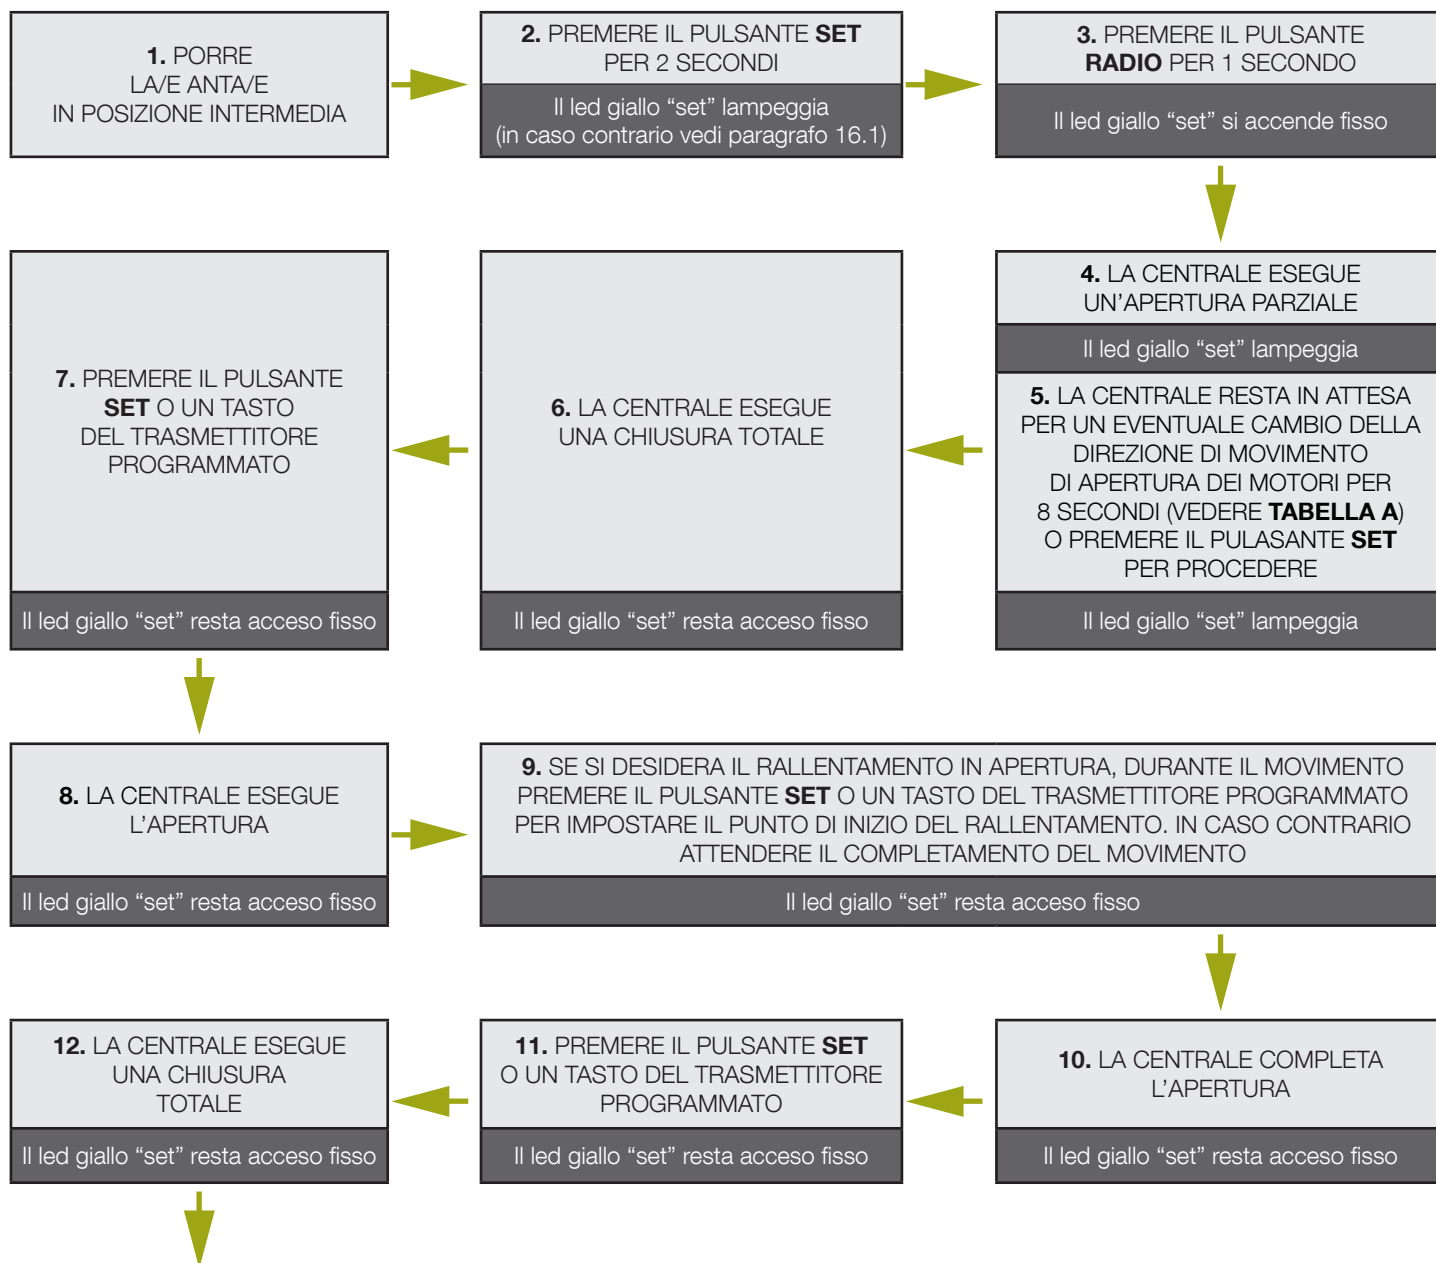 1. PORRE
LA/E ANTA/E
IN POSIZIONE INTERMEDIA
2. PREMERE IL PULSANTE SET
PER 2 SECONDI
Il led giallo “set” lampeggia
(in caso contrario vedi paragrafo 16.1)
3. PREMERE IL PULSANTE
RADIO PER 1 SECONDO
Il led giallo “set” si accende fisso
4. LA CENTRALE ESEGUE
UN’APERTURA PARZIALE
Il led giallo “set” lampeggia
5. LA CENTRALE RESTA IN ATTESA
PER UN EVENTUALE CAMBIO DELLA
DIREZIONE DI MOVIMENTO
DI APERTURA DEI MOTORI PER
8 SECONDI (VEDERE TABELLA A)
O PREMERE IL PULASANTE SET
PER PROCEDERE
Il led giallo “set” lampeggia
6. LA CENTRALE ESEGUE
UNA CHIUSURA TOTALE
Il led giallo “set” resta acceso fisso
7. PREMERE IL PULSANTE
SET O UN TASTO
DEL TRASMETTITORE
PROGRAMMATO
Il led giallo “set” resta acceso fisso
8. LA CENTRALE ESEGUE
L’APERTURA
Il led giallo “set” resta acceso fisso
9. SE SI DESIDERA IL RALLENTAMENTO IN APERTURA, DURANTE IL MOVIMENTO
PREMERE IL PULSANTE SET O UN TASTO DEL TRASMETTITORE PROGRAMMATO
PER IMPOSTARE IL PUNTO DI INIZIO DEL RALLENTAMENTO. IN CASO CONTRARIO
ATTENDERE IL COMPLETAMENTO DEL MOVIMENTO
Il led giallo “set” resta acceso fisso
10. LA CENTRALE COMPLETA
L’APERTURA
Il led giallo “set” resta acceso fisso
11. PREMERE IL PULSANTE SET
O UN TASTO DEL TRASMETTITORE
PROGRAMMATO
Il led giallo “set” resta acceso fisso
12. LA CENTRALE ESEGUE
UNA CHIUSURA
TOTALE
Il led giallo “set” resta acceso fisso